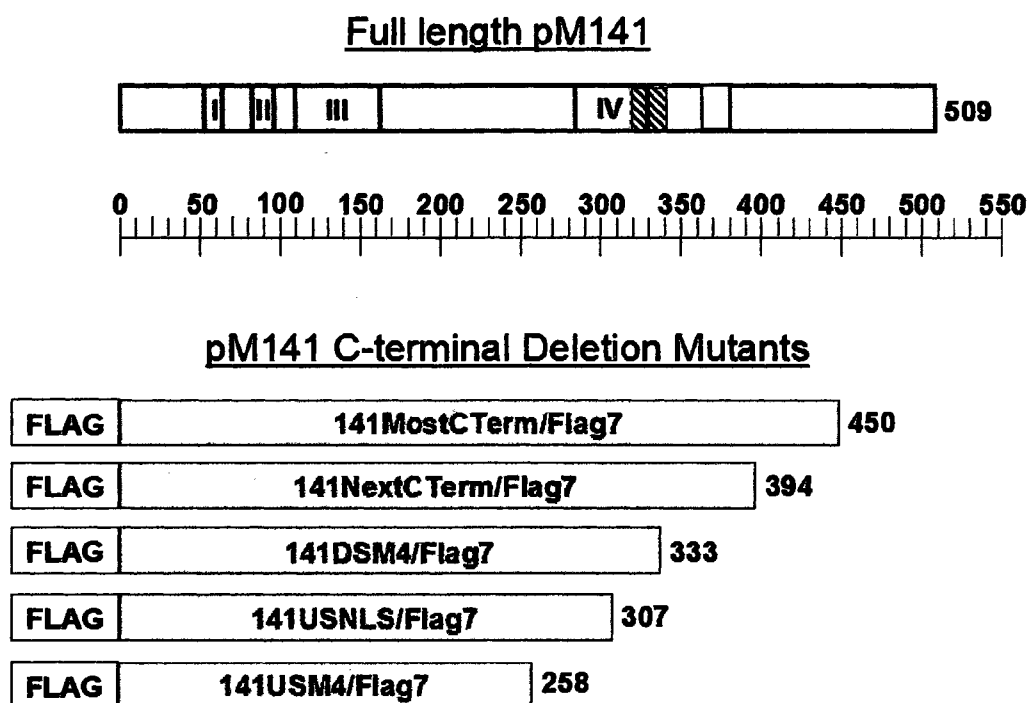 Full length pM141
I II III IV 509
0 50 100 150 200 250 300 350 400 450 500 550
pM141 C-terminal Deletion Mutants
FLAG 141MostCTerm/Flag7 450
FLAG 141NextCTerm/Flag7 394
FLAG 141DSM4/Flag7 333
FLAG 141USNLS/Flag7 307
FLAG 141USM4/Flag7 258